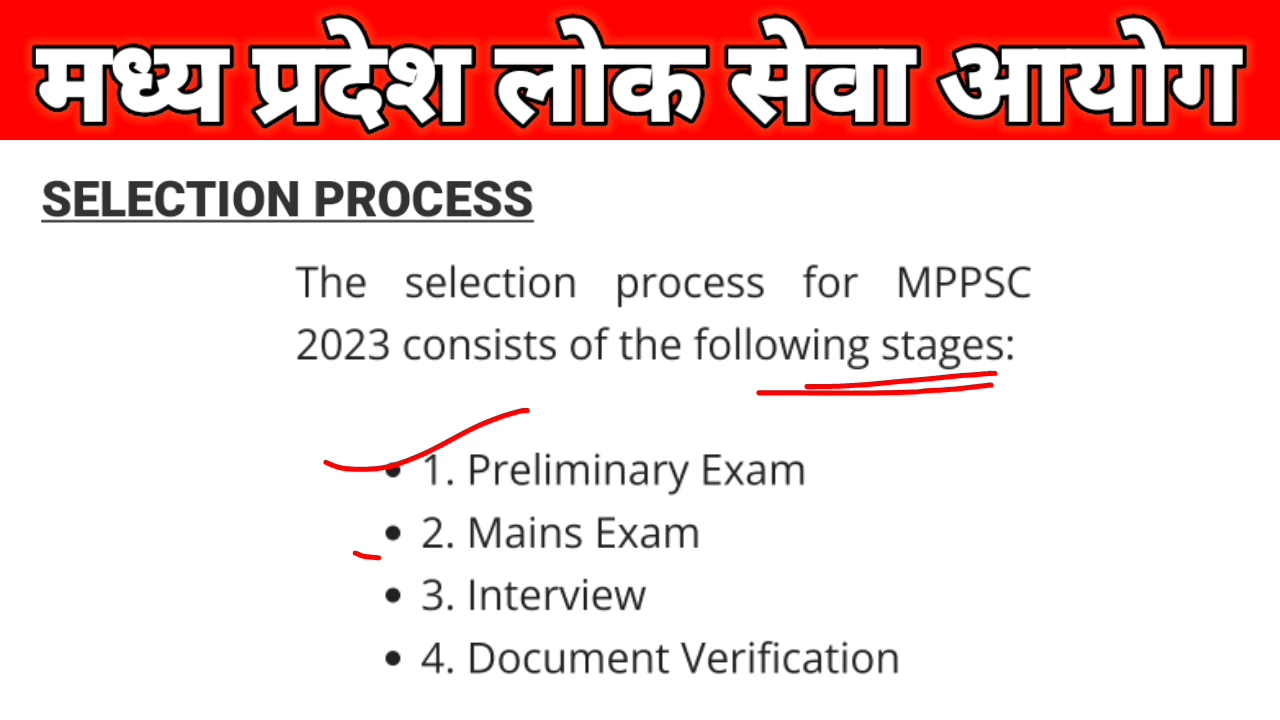 मध्य प्रदेश लोक सेवा आयोग
SELECTION PROCESS
The selection process for MPPSC
2023 consists of the following stages:
• 1. Preliminary Exam
• 2. Mains Exam
• 3. Interview
• 4. Document Verification